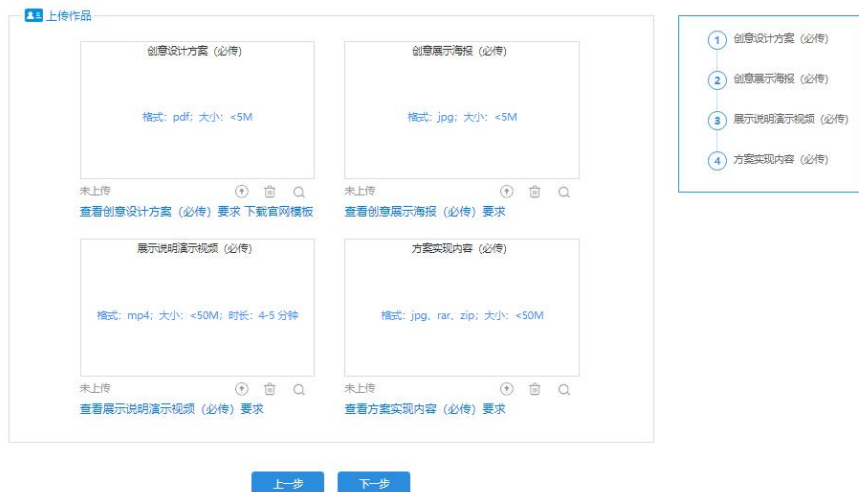 上传作品
创意设计方案（必传）
格式：pdf；大小：<5M
未上传
查看创意设计方案（必传）要求 下载官网模板
创意展示海报（必传）
格式：jpg；大小：<5M
未上传
查看创意展示海报（必传）要求
展示说明演示视频（必传）
格式：mp4；大小：<50M；时长：4-5 分钟
未上传
查看展示说明演示视频（必传）要求
方案实现内容（必传）
格式：jpg、rar、zip；大小：<50M
未上传
查看方案实现内容（必传）要求
上一步
下一步
1 创意设计方案（必传）
2 创意展示海报（必传）
3 展示说明演示视频（必传）
4 方案实现内容（必传）